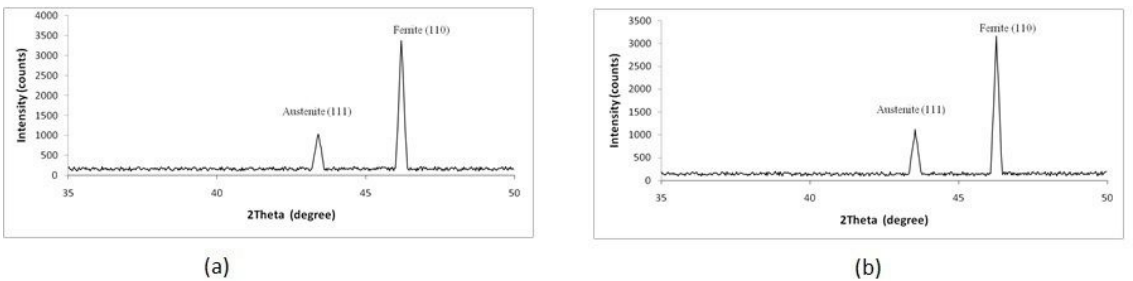 4000
3500
3000
2500
2000
1500
1000
500
0
Intensity (counts)
Ferrite (110)
Austenite (111)
35
40
45
50
2Theta (degree)
(a)
3500
3000
2500
2000
1500
1000
500
0
Intensity (counts)
Ferrite (110)
Austenite (111)
35
40
45
50
2Theta (degree)
(b)